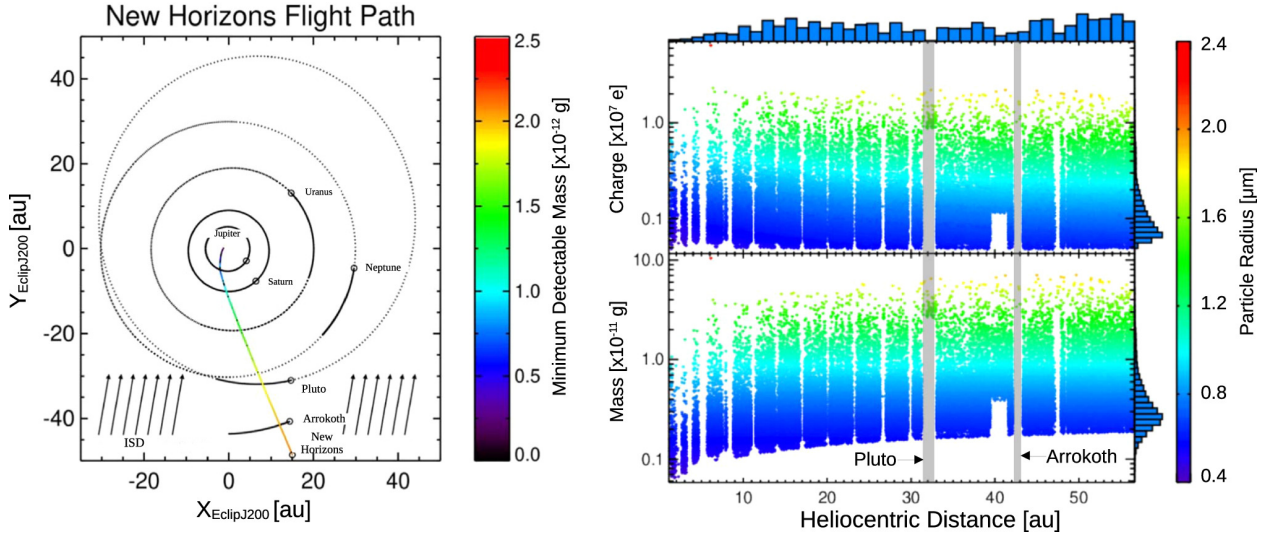 New Horizons Flight Path
Y EclipJ200 [au]
40
20
0
-20
-40
Uranus
Jupiter
Saturn
Neptune
Pluto
Arrokoth
New
Horizons
ISD
-20
0
20
40
X EclipJ200 [au]
2.5
2.0
1.5
1.0
0.5
0.0
Minimum Detectable Mass [x10⁻¹² g]
Charge [x10⁷ e]
1.0
0.1
Mass [x10⁻¹¹ g]
10.0
1.0
0.1
Pluto
Arrokoth
10
20
30
40
50
Heliocentric Distance [au]
2.4
2.0
1.6
1.2
0.8
0.4
Particle Radius [μm]